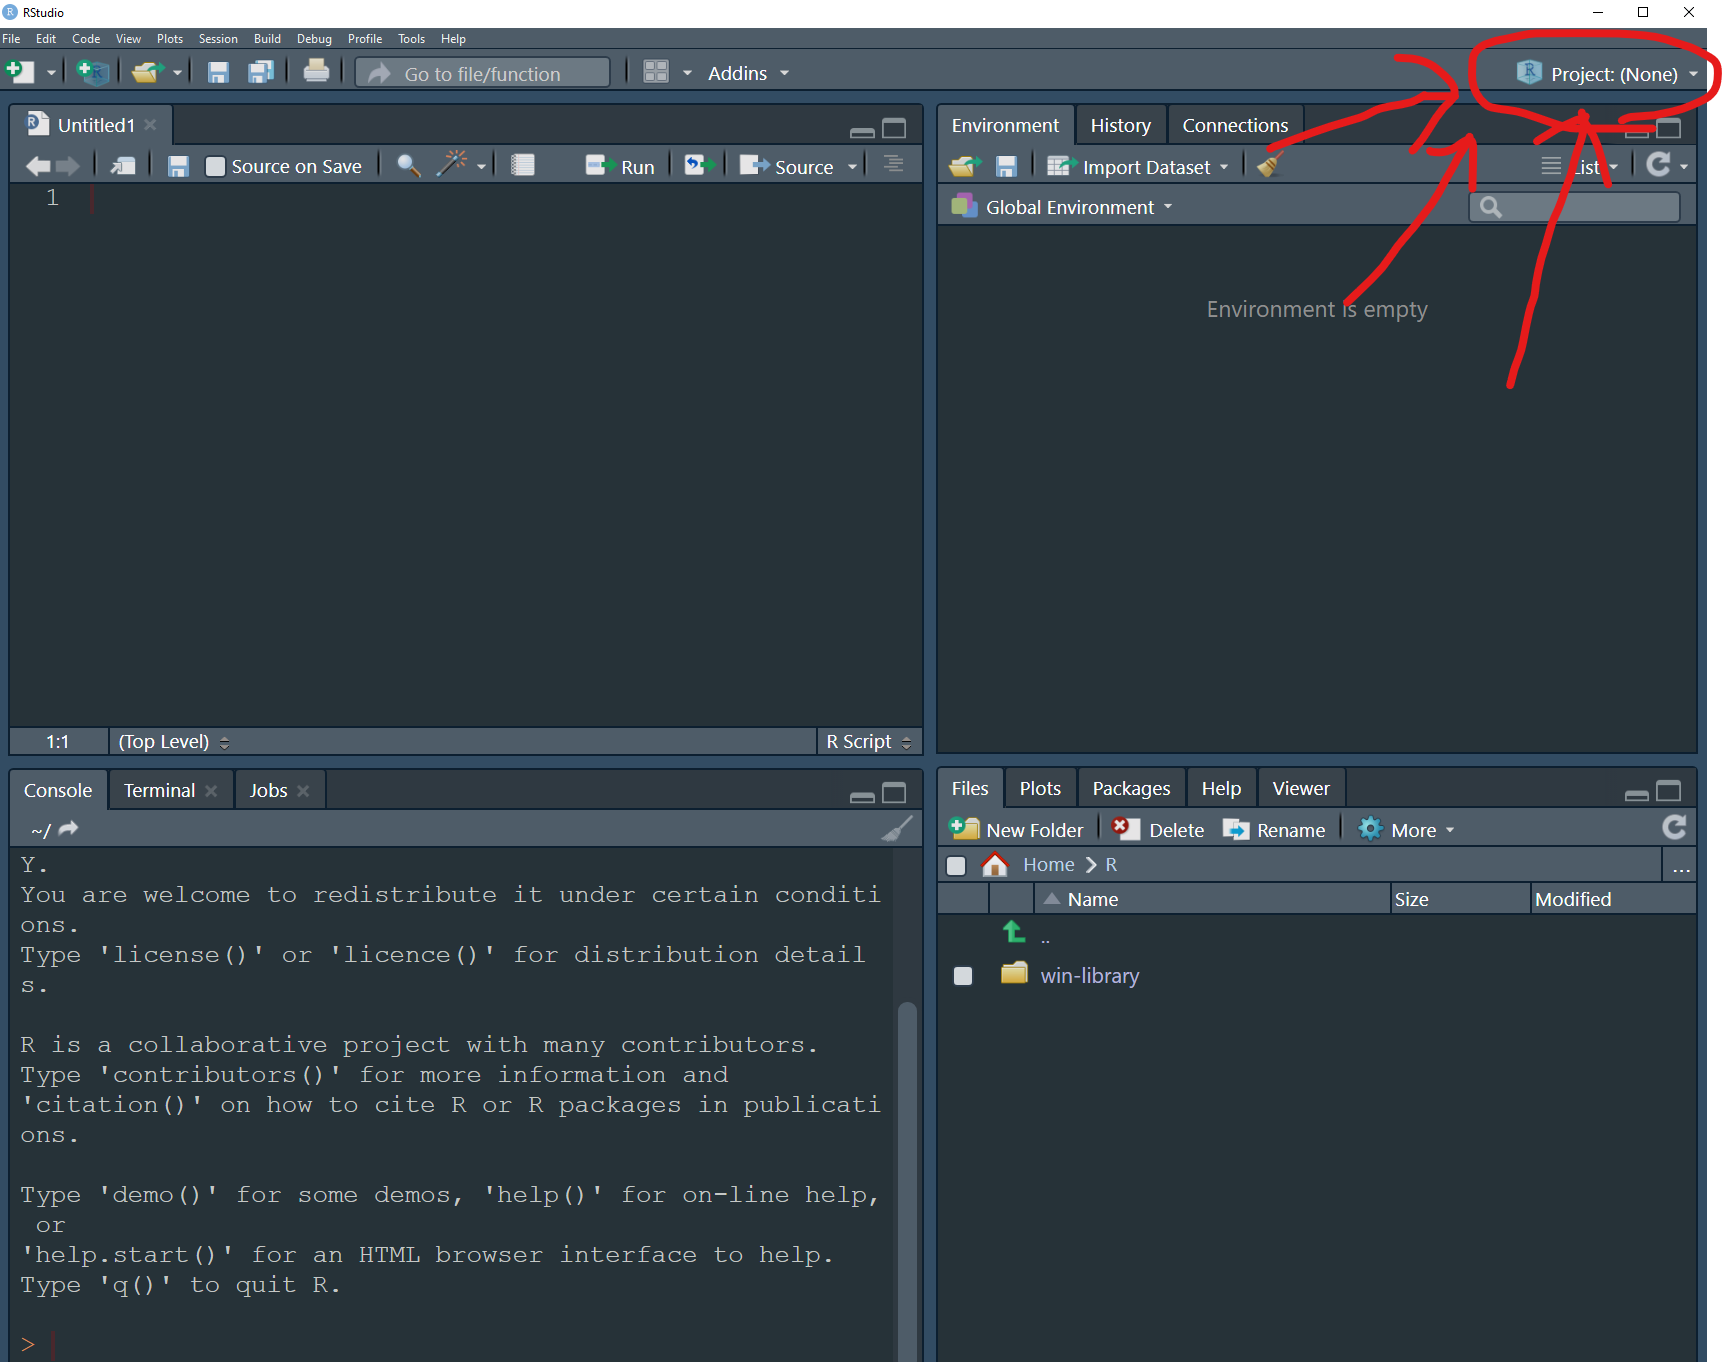 RStudio
File Edit Code View Plots Session Build Debug Profile Tools Help
Go to file/function Addins Project: (None)
Untitled1
Source on Save Run Source
1
1:1 (Top Level) R Script
Environment History Connections
Import Dataset List
Global Environment
Environment is empty
Console Terminal Jobs
~/
Y.
You are welcome to redistribute it under certain conditi
ons.
Type 'license()' or 'licence()' for distribution detail
s.
R is a collaborative project with many contributors.
Type 'contributors()' for more information and
'citation()' on how to cite R or R packages in publicati
ons.
Type 'demo()' for some demos, 'help()' for on-line help,
or
'help.start()' for an HTML browser interface to help.
Type 'q()' to quit R.
>
Files Plots Packages Help Viewer
New Folder Delete Rename More
Home R ...
Name Size Modified
..
win-library